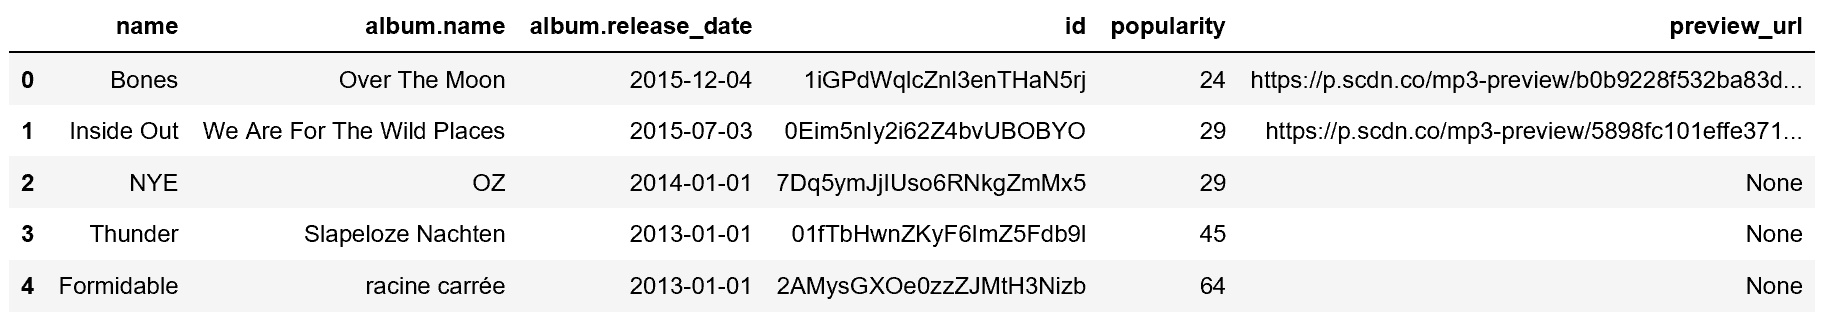 name album.name album.release_date id popularity preview_url
0 Bones Over The Moon 2015-12-04 1iGPdWqIcZnI3enTHaN5rj 24 https://p.scdn.co/mp3-preview/b0b9228f532ba83d...
1 Inside Out We Are For The Wild Places 2015-07-03 0Eim5nIy2i62Z4bvUBOBYO 29 https://p.scdn.co/mp3-preview/5898fc101effe371...
2 NYE OZ 2014-01-01 7Dq5ymJjIUso6RNkgZmMx5 29 None
3 Thunder Slapeloze Nachten 2013-01-01 01fTbHwnZKyF6ImZ5Fdb9I 45 None
4 Formidable racine carrée 2013-01-01 2AMysGXOe0zzZJMtH3Nizb 64 None